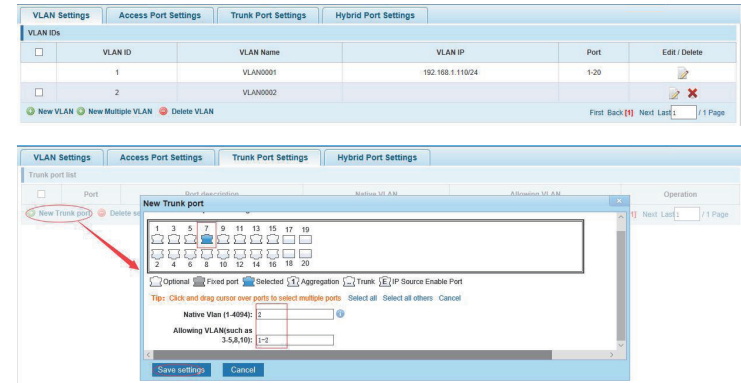 VLAN Settings Access Port Settings Trunk Port Settings Hybrid Port Settings
VLAN IDs
VLAN ID VLAN Name VLAN IP Port Edit / Delete
1 VLAN0001 192.168.1.110/24 1-20
2 VLAN0002
New VLAN New Multiple VLAN Delete VLAN First Back [1] Next Last 1 / 1 Page
VLAN Settings Access Port Settings Trunk Port Settings Hybrid Port Settings
Trunk port list
Port Port description Native VLAN Allowing VLAN Operation
New Trunk port Delete se 1] Next Last 1 / 1 Page
New Trunk port
1 3 5 7 9 11 13 15 17 19
2 4 6 8 10 12 14 16 18 20
Optional Fixed port Selected 1 Aggregation Trunk E IP Source Enable Port
Tip: Click and drag cursor over ports to select multiple ports Select all Select all others Cancel
Native Vlan (1-4094): 2
Allowing VLAN(such as
3-5,8,10): 1-2
Save settings Cancel